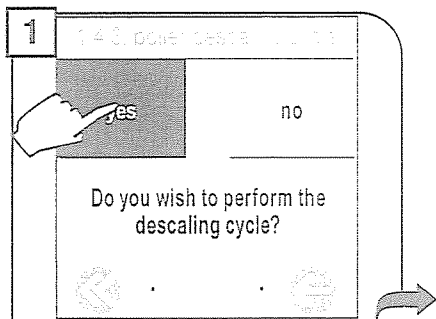 1
yes no
Do you wish to perform the
descaling cycle?